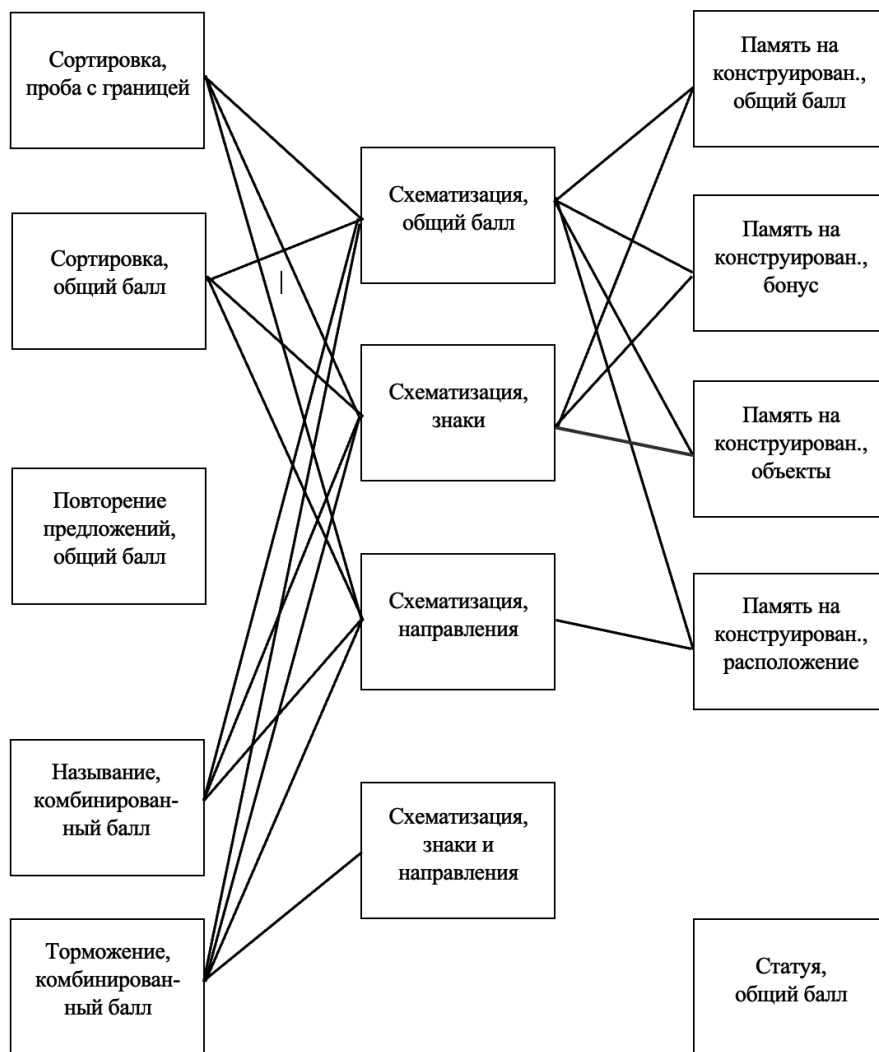 Сортировка,
проба с границей
Сортировка,
общий балл
Повторение
предложений,
общий балл
Называние,
комбинирован-
ный балл
Торможение,
комбинирован-
ный балл
Схематизация,
общий балл
Схематизация,
знаки
Схематизация,
направления
Схематизация,
знаки и
направления
Память на
конструирован.,
общий балл
Память на
конструирован.,
бонус
Память на
конструирован.,
объекты
Память на
конструирован.,
расположение
Статуя,
общий балл